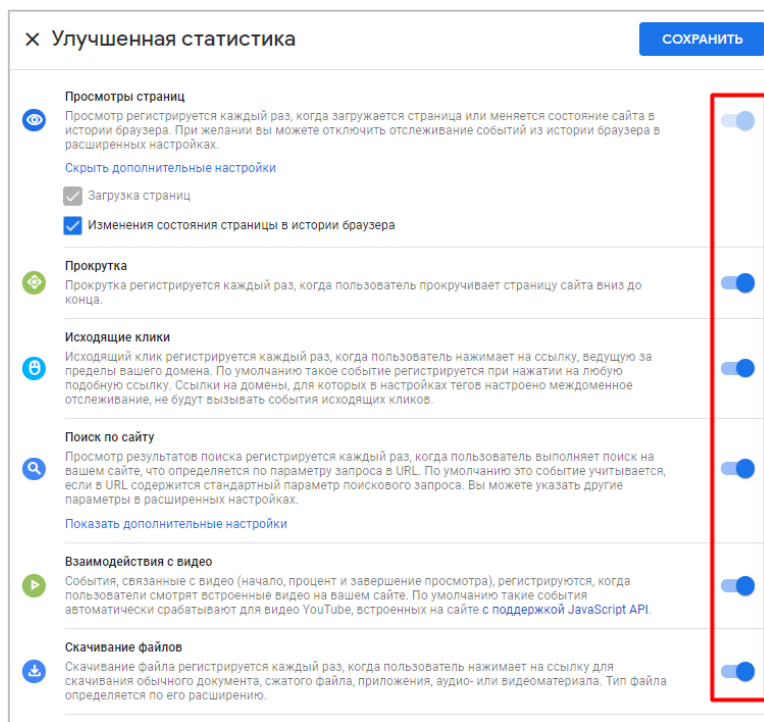 Улучшенная статистика
СОХРАНИТЬ
Просмотры страниц
Просмотр регистрируется каждый раз, когда загружается страница или меняется состояние сайта в
истории браузера. При желании вы можете отключить отслеживание событий из истории браузера в
расширенных настройках.
Скрыть дополнительные настройки
Загрузка страниц
Изменения состояния страницы в истории браузера
Прокрутка
Прокрутка регистрируется каждый раз, когда пользователь прокручивает страницу сайта вниз до
конца.
Исходящие клики
Исходящий клик регистрируется каждый раз, когда пользователь нажимает на ссылку, ведущую за
пределы вашего домена. По умолчанию такое событие регистрируется при нажатии на любую
подобную ссылку. Ссылки на домены, для которых в настройках тегов настроено междоменное
отслеживание, не будут вызывать события исходящих кликов.
Поиск по сайту
Просмотр результатов поиска регистрируется каждый раз, когда пользователь выполняет поиск на
вашем сайте, что определяется по параметру запроса в URL. По умолчанию это событие учитывается,
если в URL содержится стандартный параметр поискового запроса. Вы можете указать другие
параметры в расширенных настройках.
Показать дополнительные настройки
Взаимодействия с видео
События, связанные с видео (начало, процент и завершение просмотра), регистрируются, когда
пользователи смотрят встроенные видео на вашем сайте. По умолчанию такие события
автоматически срабатывают для видео YouTube, встроенных на сайте с поддержкой JavaScript API.
Скачивание файлов
Скачивание файла регистрируется каждый раз, когда пользователь нажимает на ссылку для
скачивания обычного документа, сжатого файла, приложения, аудио- или видеоматериала. Тип файла
определяется по его расширению.